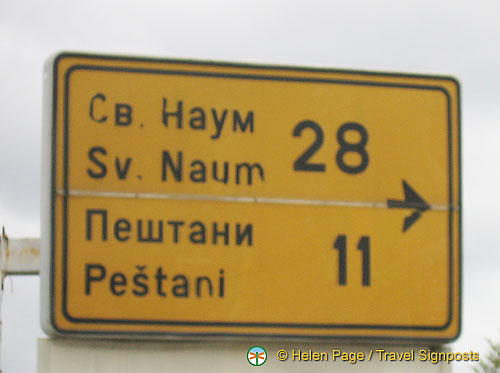 Св. Наум 28
Sv. Naum
Пештани 11
Peštani
© Helen Page / Travel Signposts